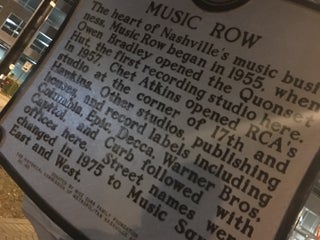 MUSIC ROW
The heart of Nashville's music busi-
ness, Music Row began in 1955, when
Owen Bradley opened the Quonset
Hut, the first recording studio here.
In 1957, Chet Atkins opened RCA's
studio at the corner of 17th and
Hawkins. Other studios, publishing
houses, and record labels including
Columbia, Epic, Decca, Warner Bros.
Capitol, and Curb followed with
offices here. Street names were
changed in 1975 to Music Sq
East and West.